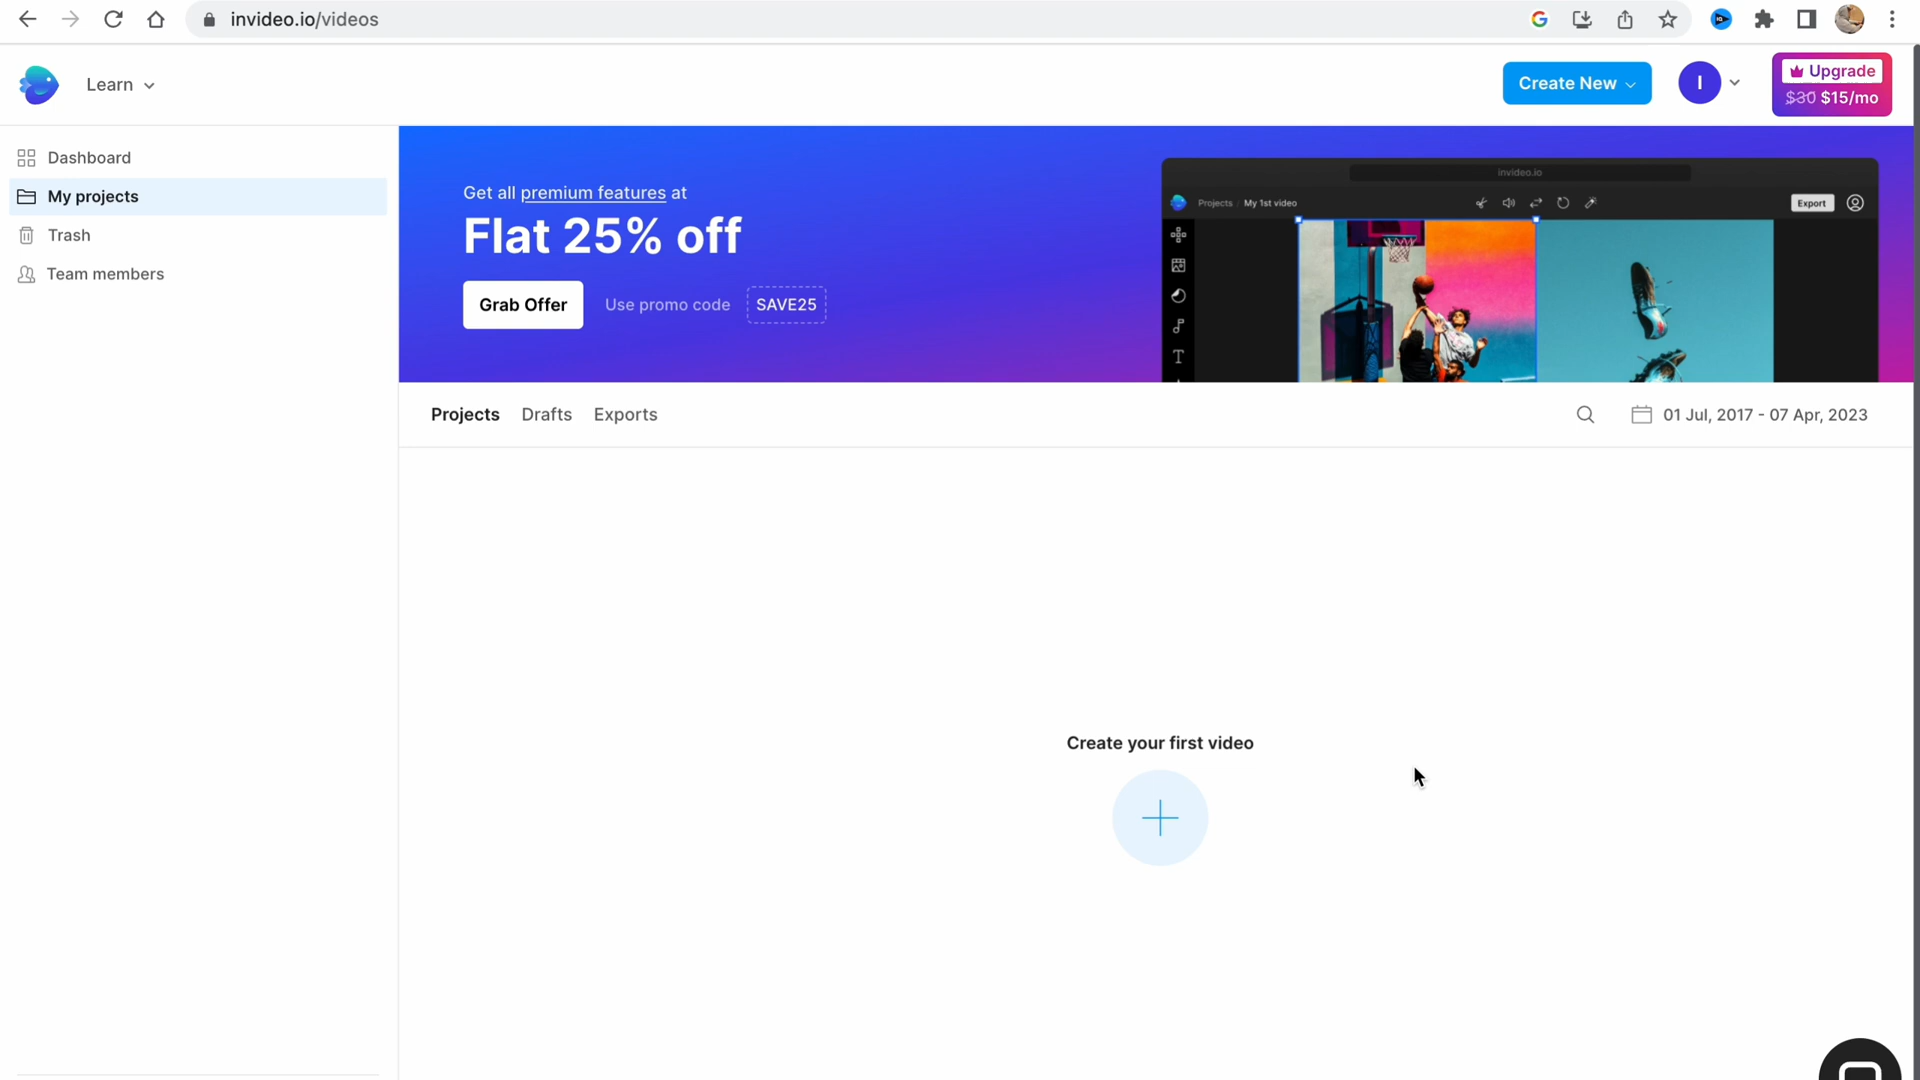 invideo.io/videos
Learn
Create New
I
Upgrade
$30 $15/mo
Dashboard
My projects
Trash
Team members
Get all premium features at
Flat 25% off
Grab Offer
Use promo code
SAVE25
invideo.io
Projects / My 1st video
Export
T
Projects
Drafts
Exports
01 Jul, 2017 - 07 Apr, 2023
Create your first video